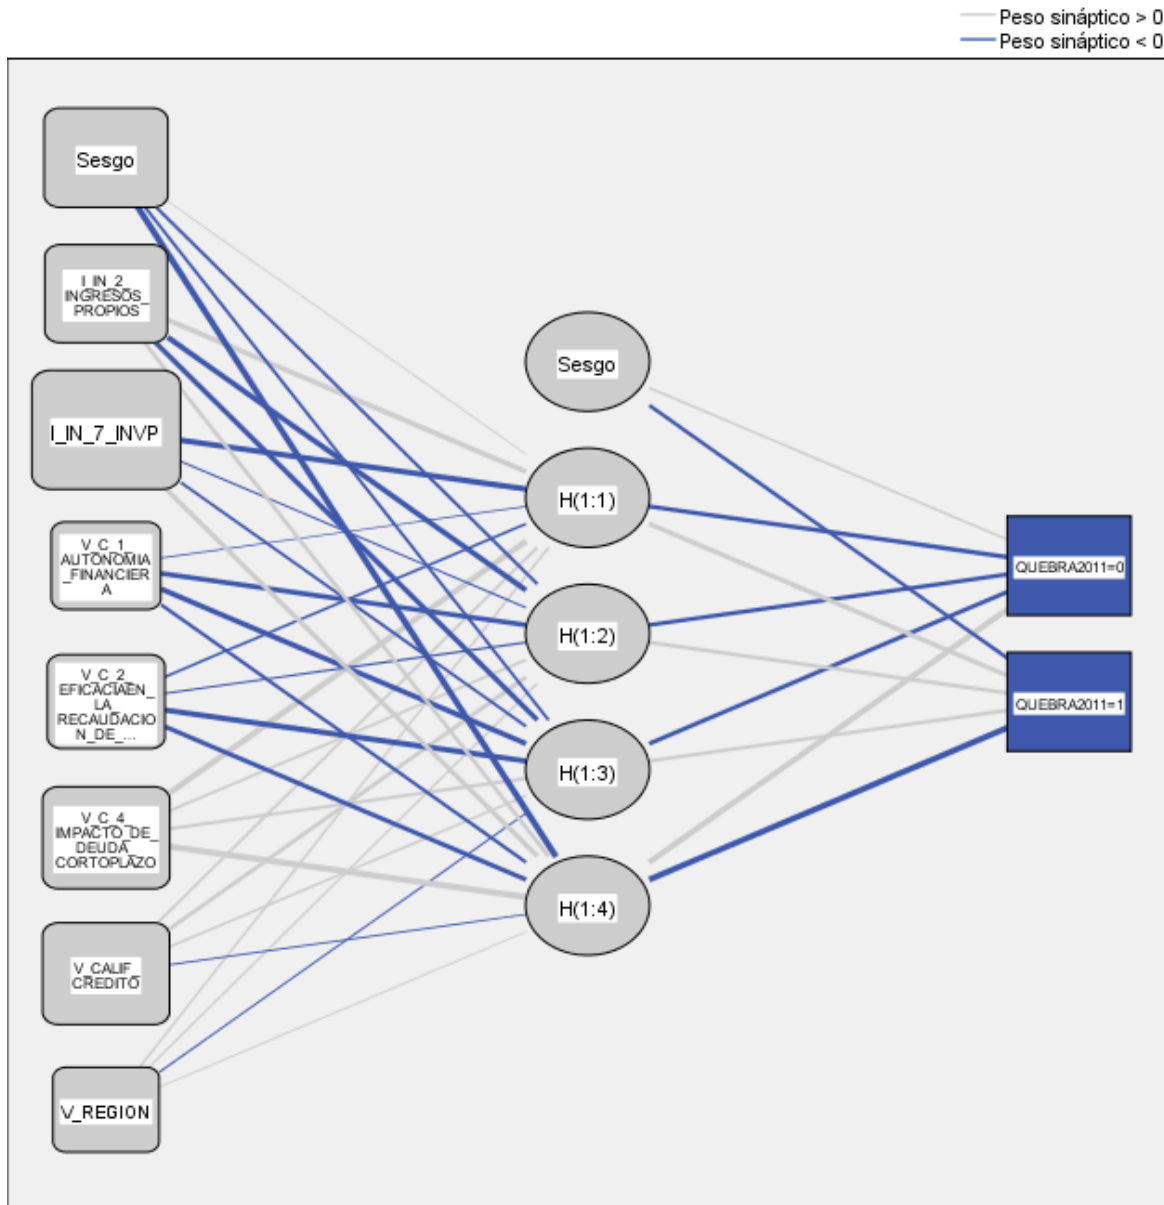 Peso sináptico > 0
Peso sináptico < 0
Sesgo
I_IN_2_
INGRESOS_
PROPIOS
I_IN_7_INVP
V_C_1_
AUTONOMIA
_FINANCIER
A
V_C_2_
EFICACIAEN_
LA_
RECAUDACIO
N_DE_...
V_C_4_
IMPACTO_DE_
DEUDA_
CORTOPLAZO
V_CALIF_
CREDITO
V_REGION
Sesgo
H(1:1)
H(1:2)
H(1:3)
H(1:4)
QUEBRA2011=0
QUEBRA2011=1